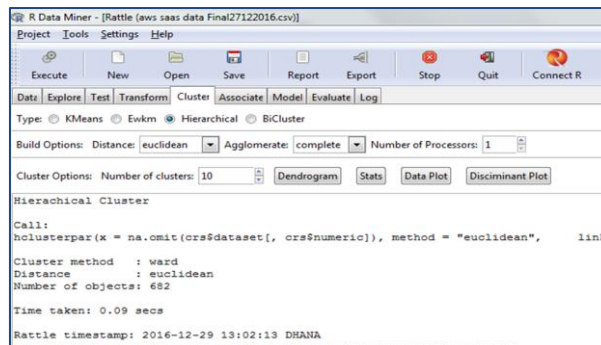 R Data Miner - [Rattle (aws saas data Final27122016.csv)]
Project Tools Settings Help
Execute New Open Save Report Export Stop Quit Connect R
Data Explore Test Transform Cluster Associate Model Evaluate Log
Type: KMeans Ewkm Hierarchical BiCluster
Build Options: Distance: euclidean Agglomerate: complete Number of Processors: 1
Cluster Options: Number of clusters: 10 Dendrogram Stats Data Plot Disciminant Plot
Hierachical Cluster
Call:
hclusterpar(x = na.omit(crs$dataset[, crs$numeric]), method = "euclidean",
Cluster method : ward
Distance : euclidean
Number of objects: 682
Time taken: 0.09 secs
Rattle timestamp: 2016-12-29 13:02:13 DHANA